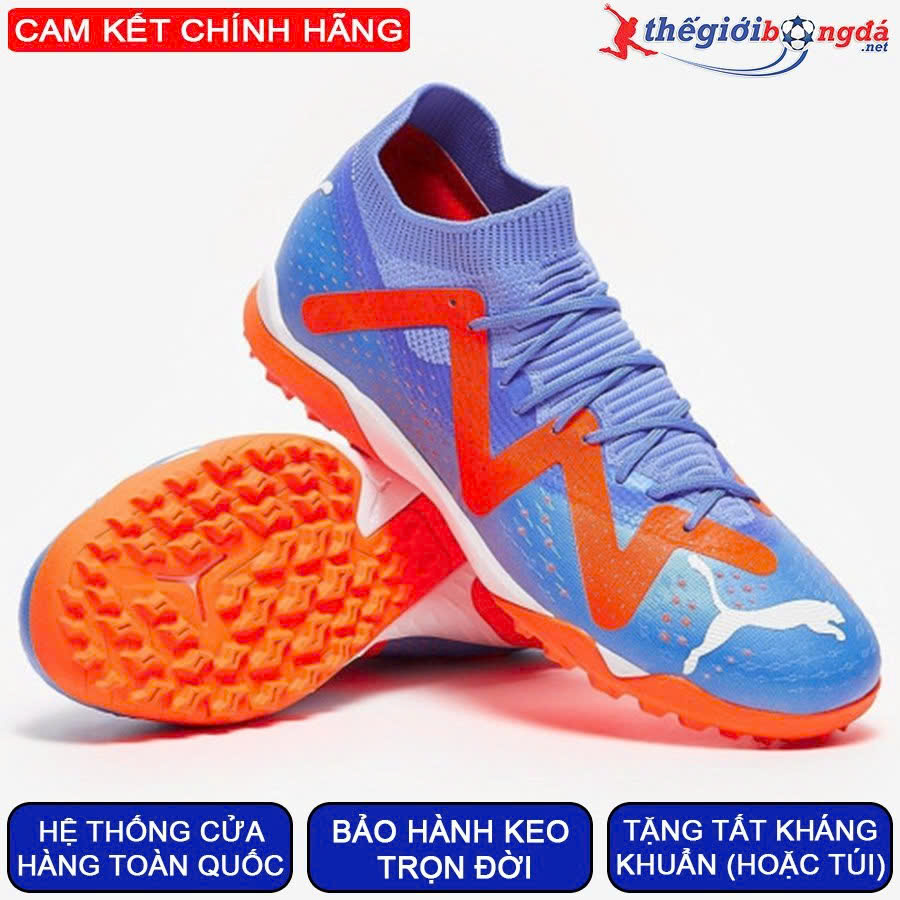 CAM KẾT CHÍNH HÃNG
thếgiớibóngđá
.net
HỆ THỐNG CỬA
HÀNG TOÀN QUỐC
BẢO HÀNH KEO
TRỌN ĐỜI
TẶNG TẤT KHÁNG
KHUẨN (HOẶC TÚI)